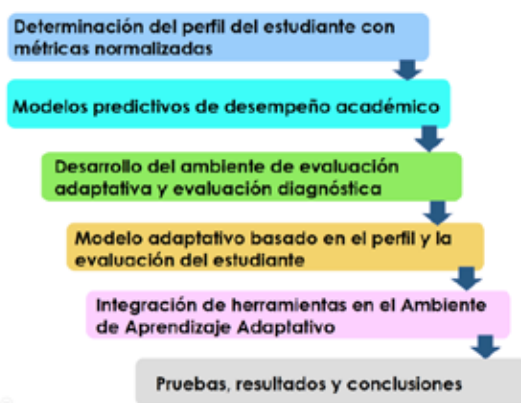 Determinación del perfil del estudiante con
métricas normalizadas
Modelos predictivos de desempeño académico
Desarrollo del ambiente de evaluación
adaptativa y evaluación diagnóstica
Modelo adaptativo basado en el perfil y la
evaluación del estudiante
Integración de herramientas en el Ambiente
de Aprendizaje Adaptativo
Pruebas, resultados y conclusiones